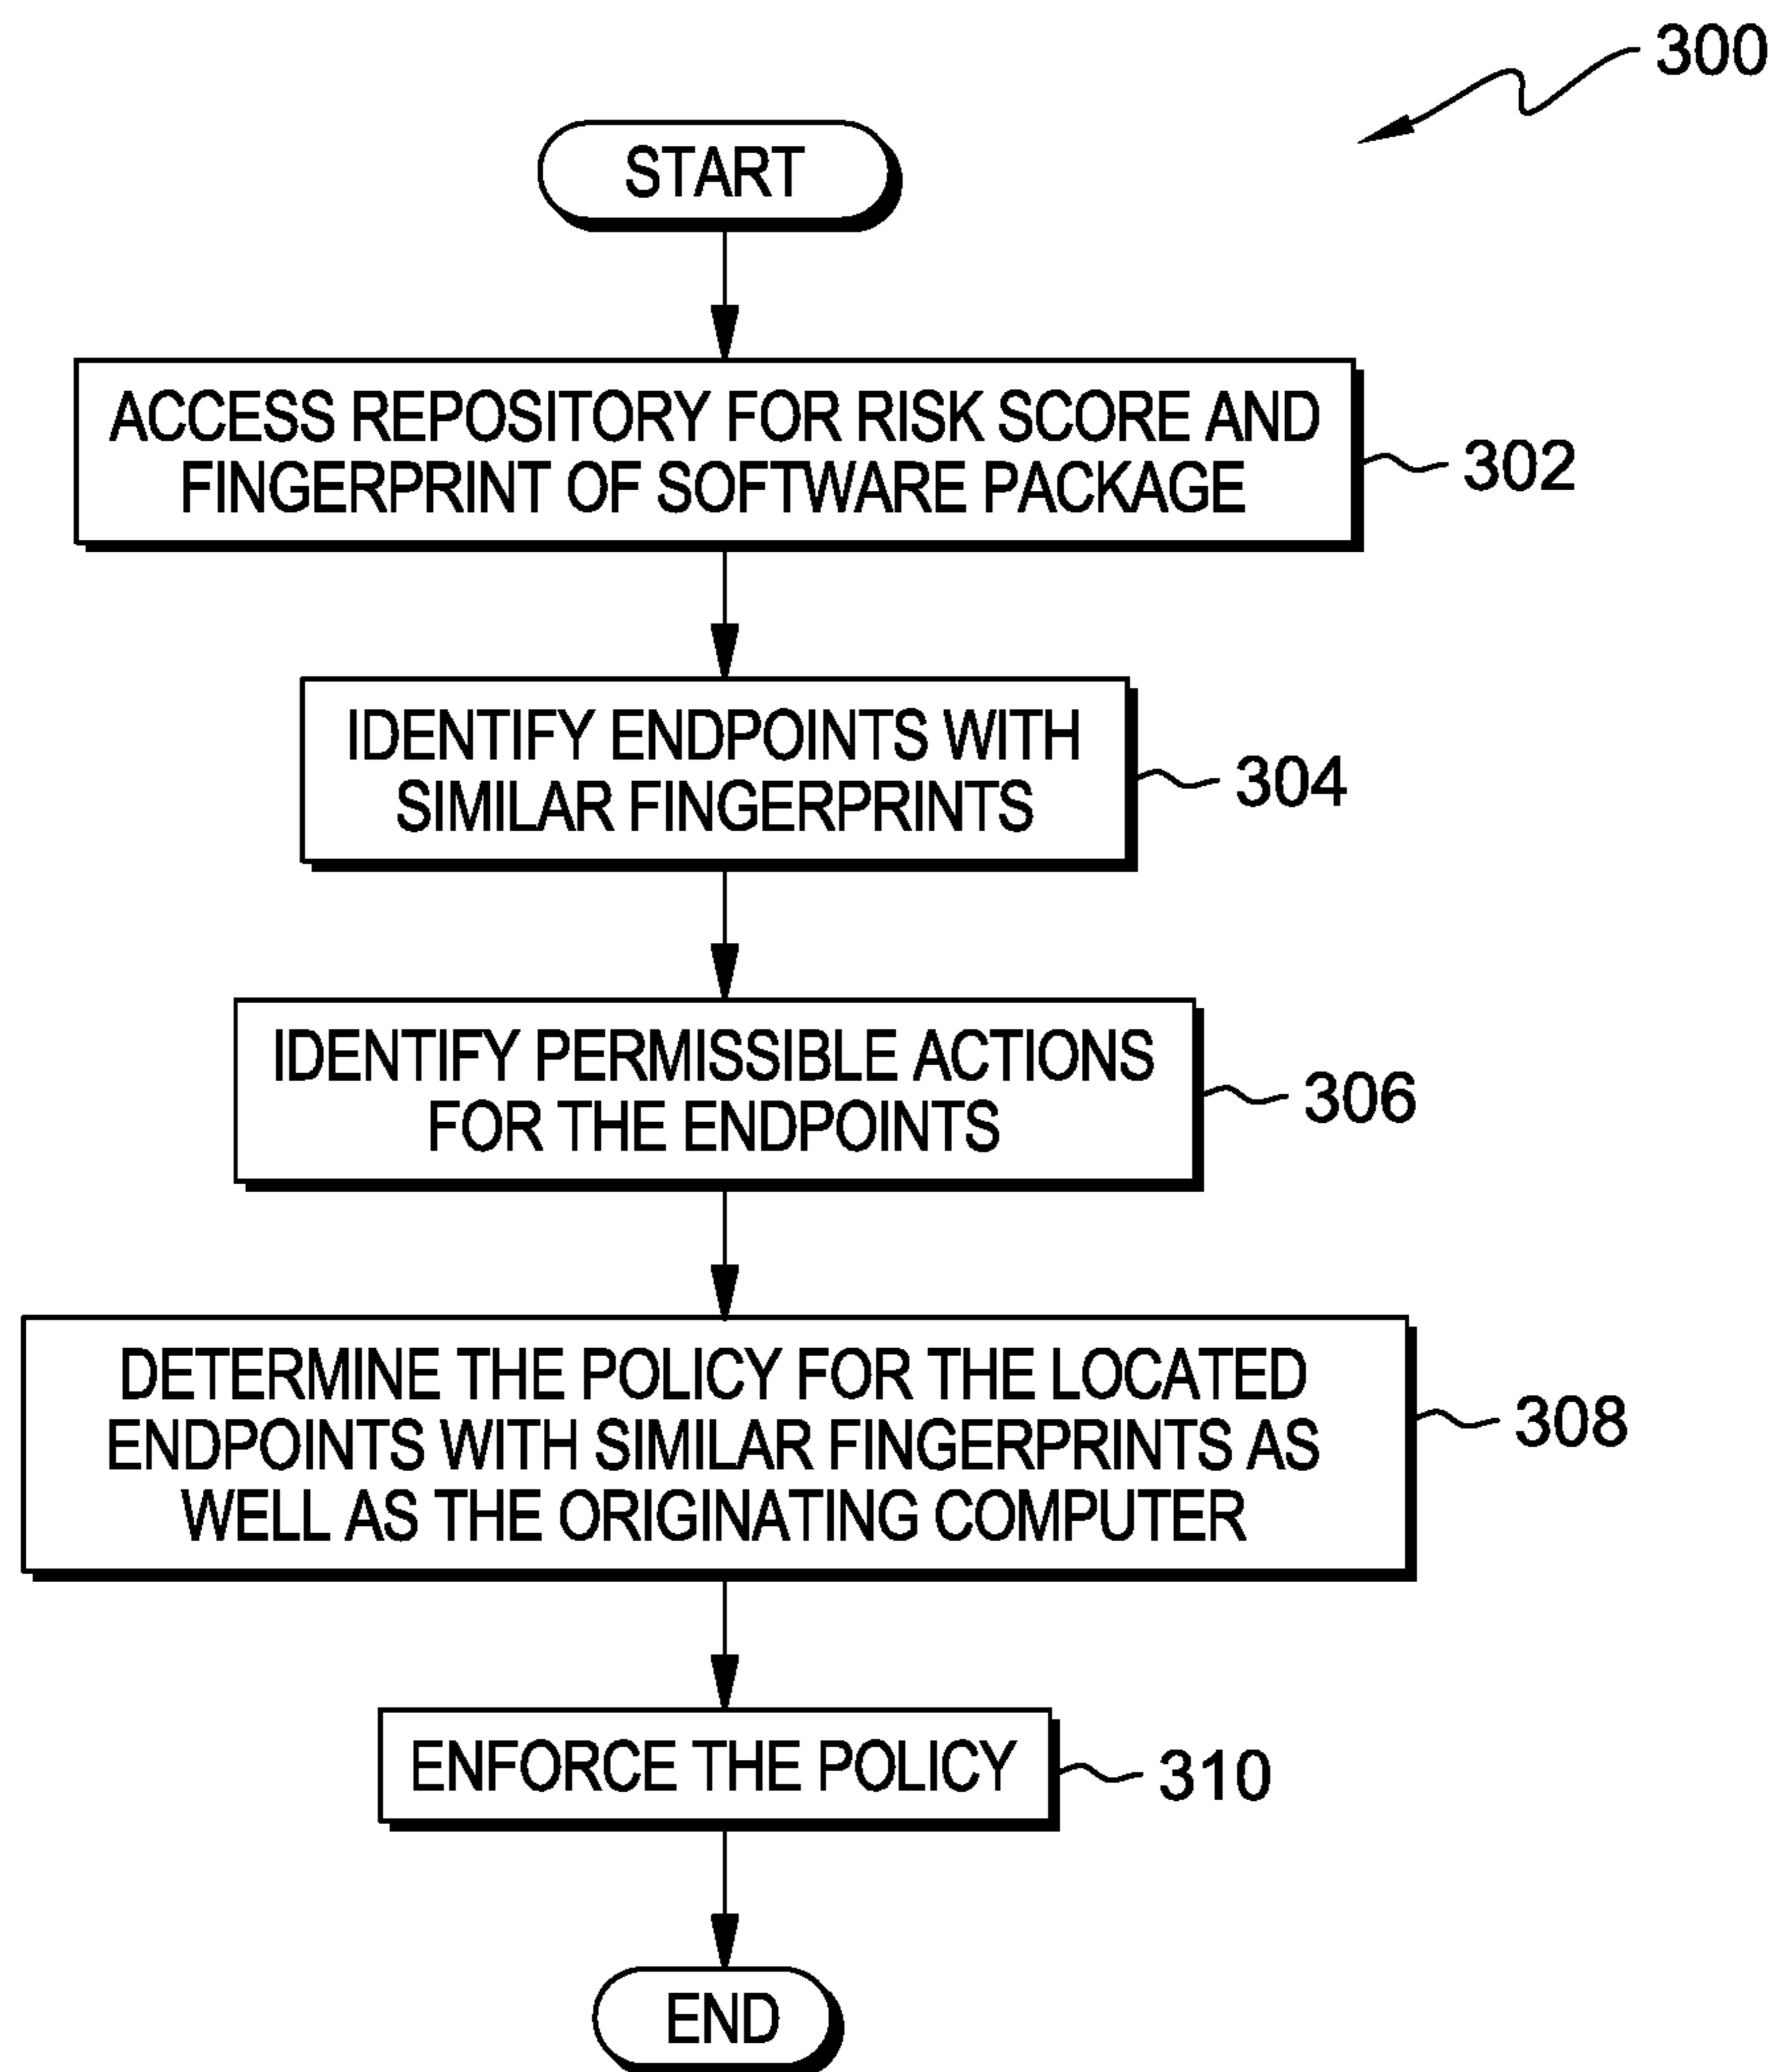 300
START
ACCESS REPOSITORY FOR RISK SCORE AND
FINGERPRINT OF SOFTWARE PACKAGE
302
IDENTIFY ENDPOINTS WITH
SIMILAR FINGERPRINTS
304
IDENTIFY PERMISSIBLE ACTIONS
FOR THE ENDPOINTS
306
DETERMINE THE POLICY FOR THE LOCATED
ENDPOINTS WITH SIMILAR FINGERPRINTS AS
WELL AS THE ORIGINATING COMPUTER
308
ENFORCE THE POLICY
310
END